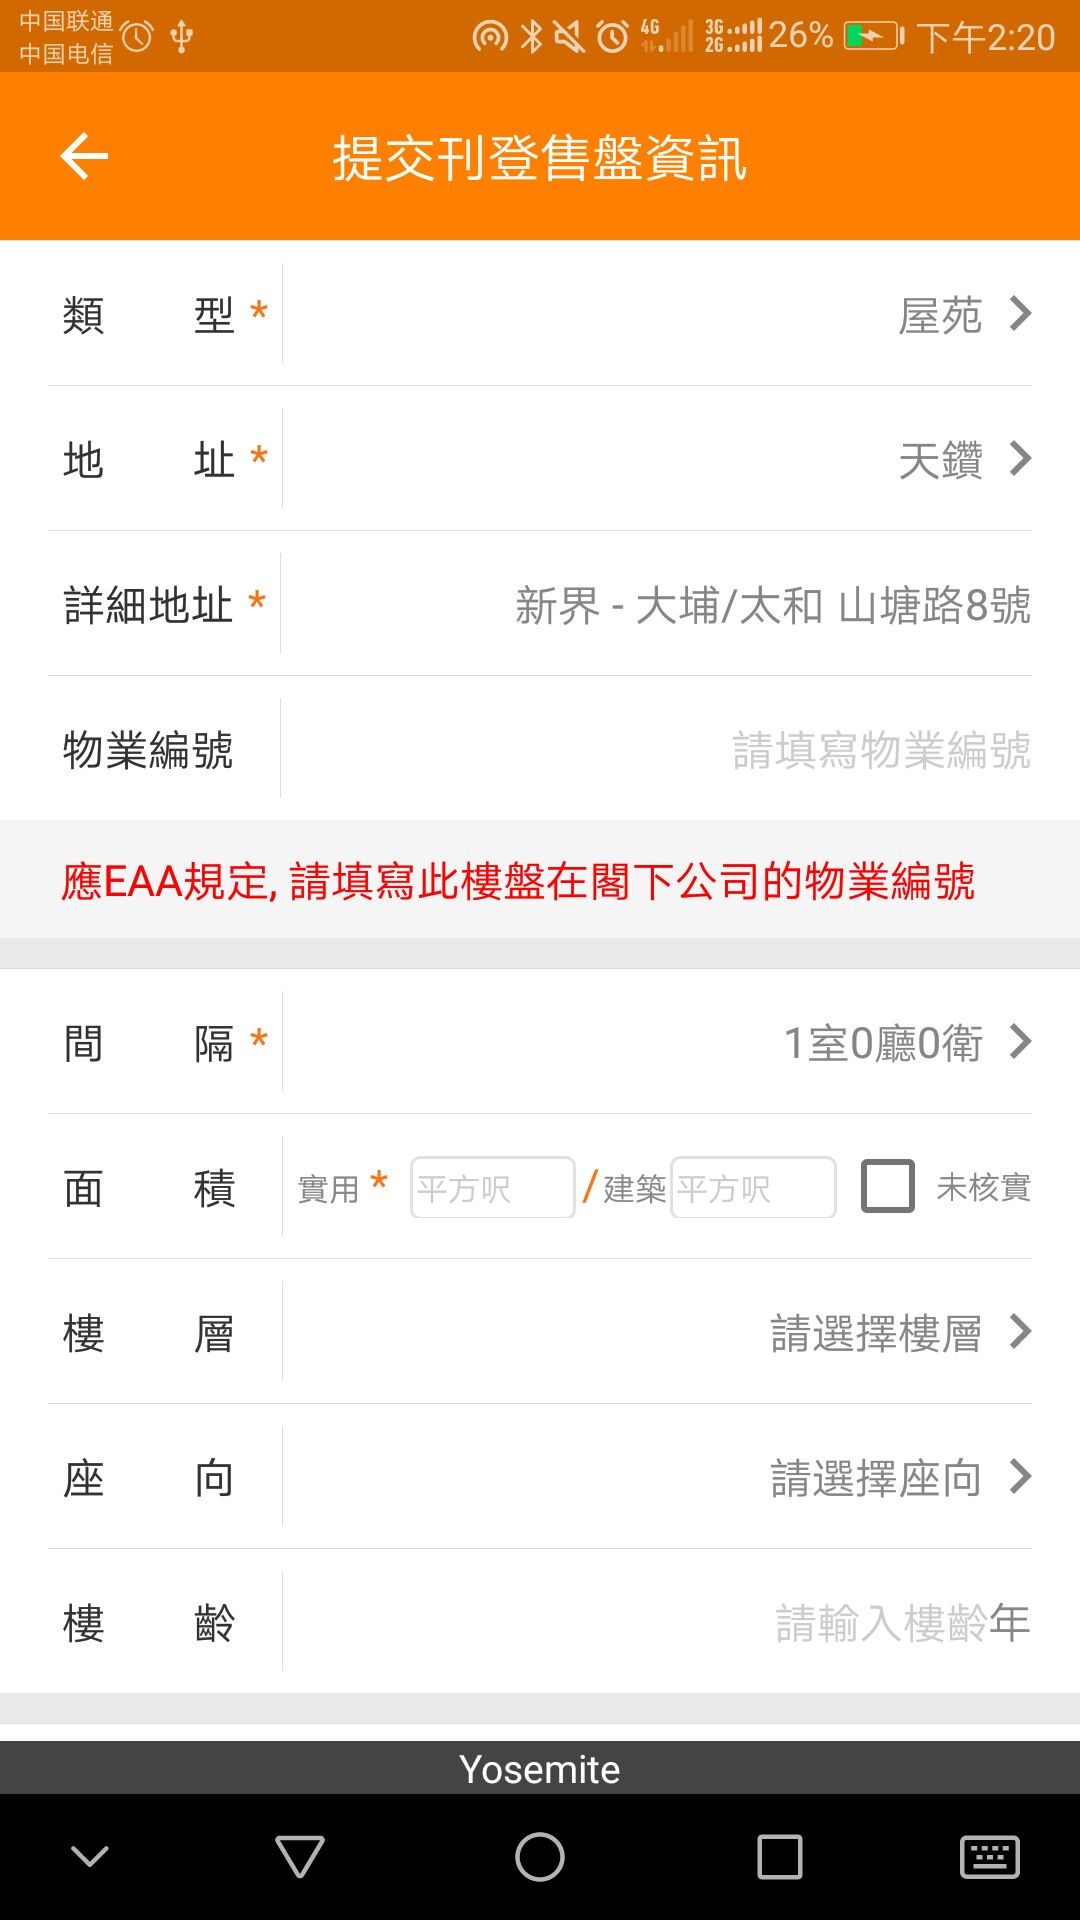 中国联通
中国电信
4G 3G 2G 26% 下午2:20
提交刊登售盤資訊
類型* 屋苑
地址* 天鑽
詳細地址* 新界 - 大埔/太和 山塘路8號
物業編號 請填寫物業編號
應EAA規定, 請填寫此樓盤在閣下公司的物業編號
間隔* 1室0廳0衛
面積 實用* 平方呎 / 建築 平方呎 未核實
樓層 請選擇樓層
座向 請選擇座向
樓齡 請輸入樓齡年
Yosemite